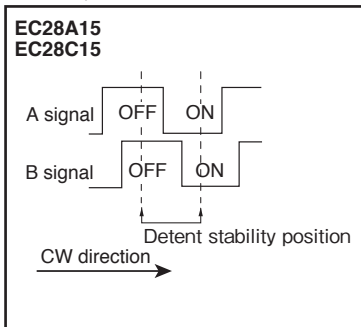 EC28A15
EC28C15
A signal OFF ON
B signal OFF ON
Detent stability position
CW direction